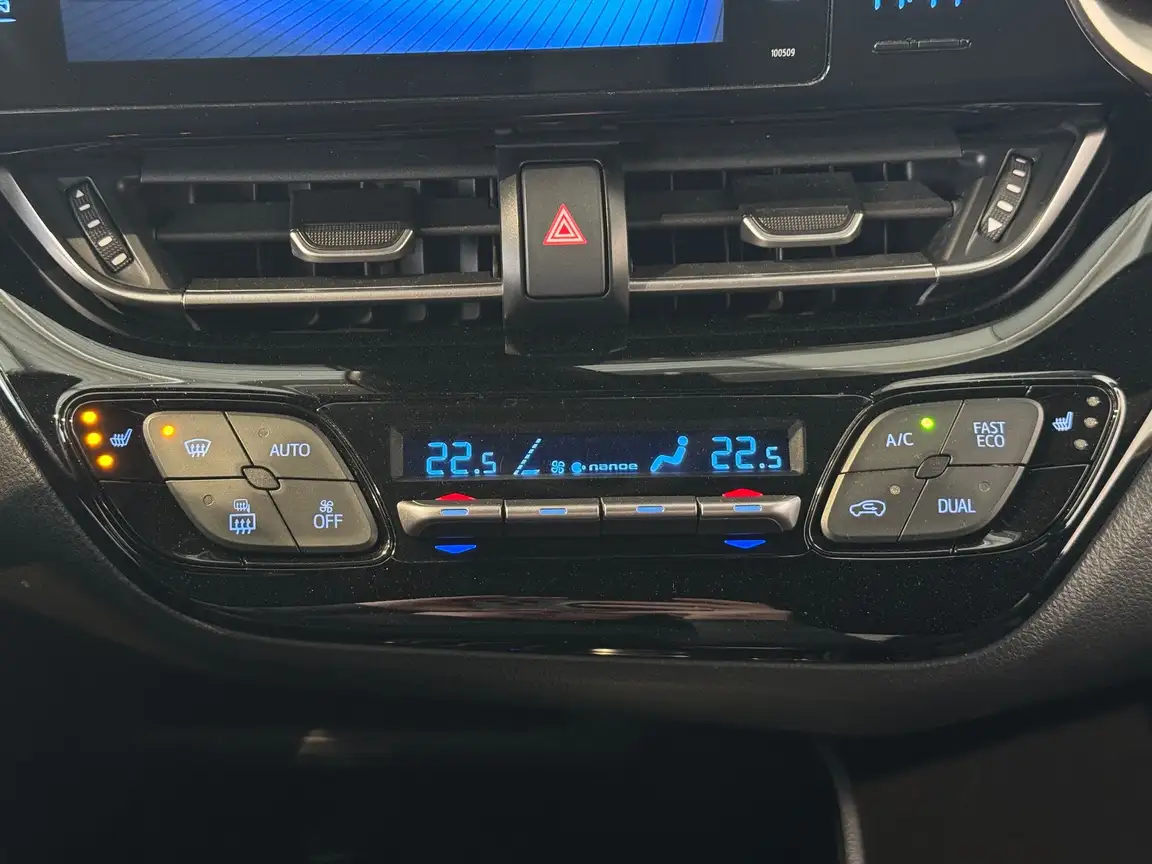 100509
AUTO
OFF
22.5
nanoe
22.5
A/C
FAST
ECO
DUAL